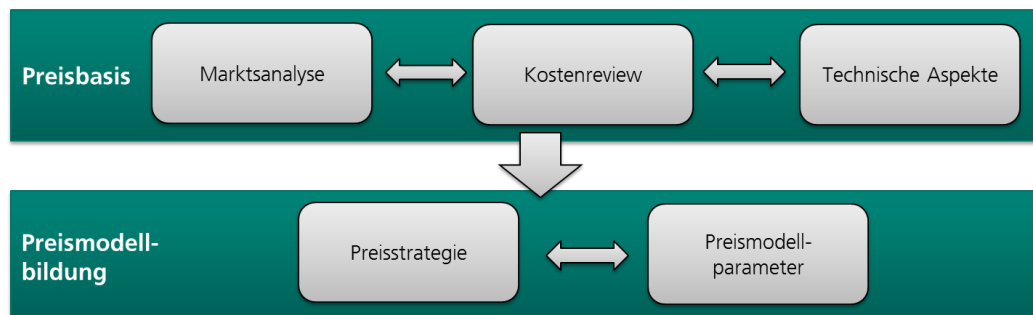 Preisbasis
Marktsanalyse
Kostenreview
Technische Aspekte
Preismodell-
bildung
Preisstrategie
Preismodell-
parameter